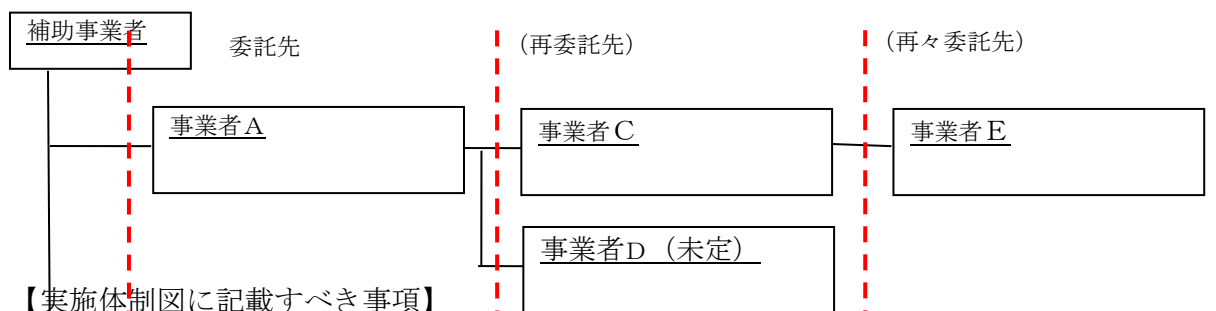 補助事業者
委託先
（再委託先）
（再々委託先）
事業者A
事業者C
事業者E
事業者D（未定）
【実施体制図に記載すべき事項】